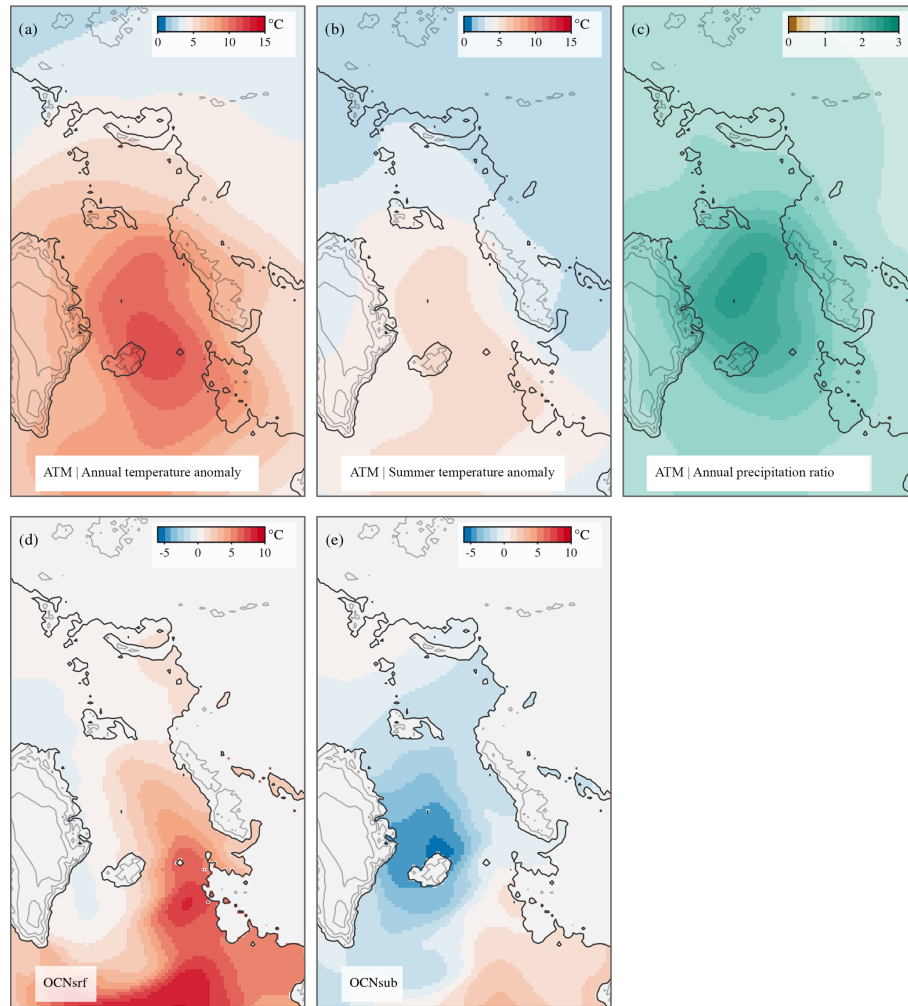 (a)
°C
0 5 10 15
ATM | Annual temperature anomaly
(b)
°C
0 5 10 15
ATM | Summer temperature anomaly
(c)
0 1 2 3
ATM | Annual precipitation ratio
(d)
°C
-5 0 5 10
OCNsrf
(e)
°C
-5 0 5 10
OCNsub